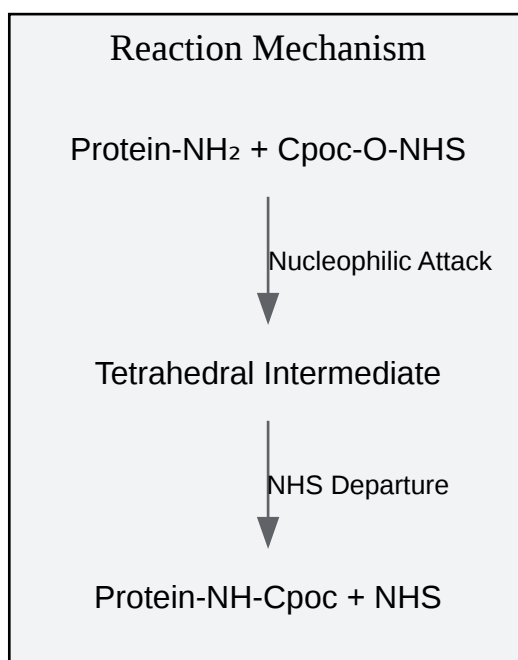 Reaction Mechanism
Protein-NH₂ + Cpoc-O-NHS
Nucleophilic Attack
Tetrahedral Intermediate
NHS Departure
Protein-NH-Cpoc + NHS